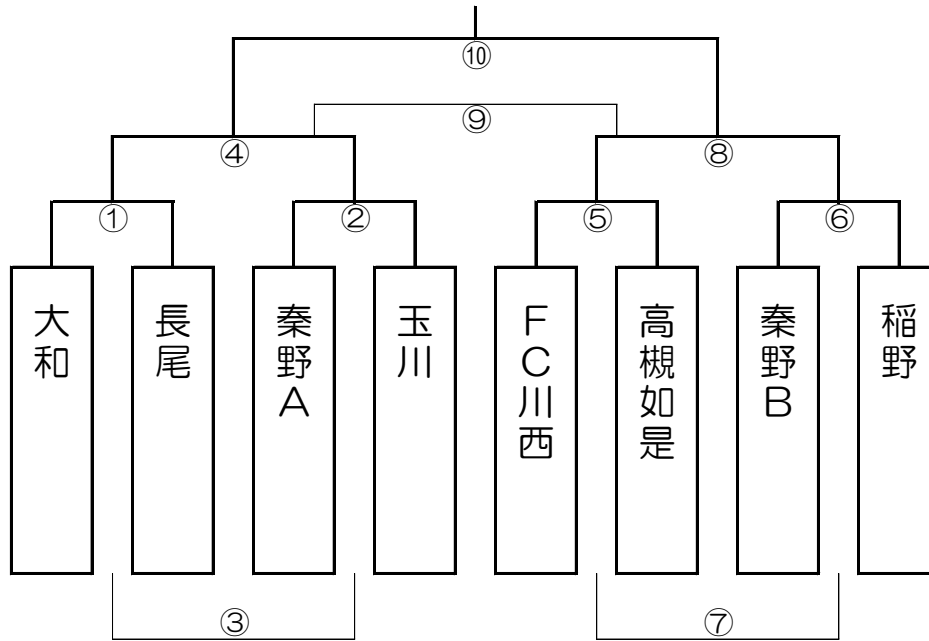 ⑩
⑨
④
⑧
①
②
⑤
⑥
大和
長尾
秦野A
玉川
FC川西
高槻如是
秦野B
稲野
③
⑦